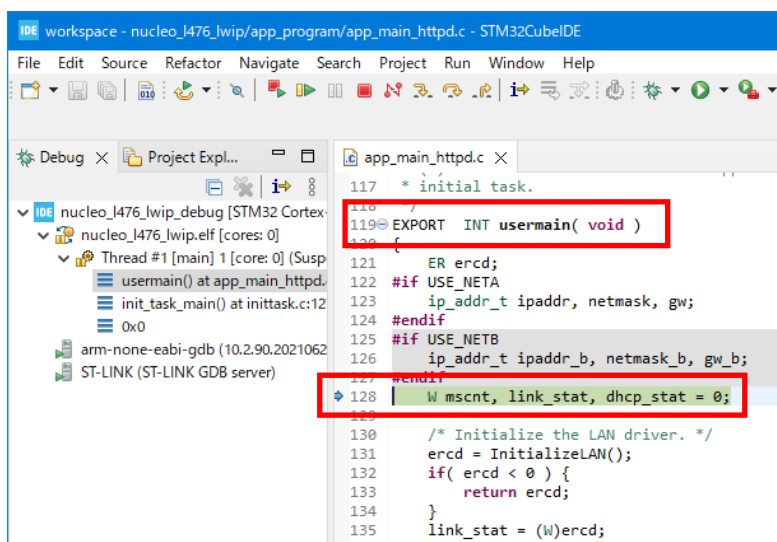 IDE workspace - nucleo_l476_lwip/app_program/app_main_httpd.c - STM32CubeIDE
File Edit Source Refactor Navigate Search Project Run Window Help
Debug Project Expl...
app_main_httpd.c
IDE nucleo_l476_lwip_debug [STM32 Cortex-
nucleo_l476_lwip.elf [cores: 0]
Thread #1 [main] 1 [core: 0] (Susp
usermain() at app_main_httpd.
init_task_main() at inittask.c:12
0x0
arm-none-eabi-gdb (10.2.90.2021062
ST-LINK (ST-LINK GDB server)
117 * initial task.
118 */
119 EXPORT INT usermain( void )
120 {
121 ER ercd;
122 #if USE_NETA
123 ip_addr_t ipaddr, netmask, gw;
124 #endif
125 #if USE_NETB
126 ip_addr_t ipaddr_b, netmask_b, gw_b;
127 #endif
128 W mscnt, link_stat, dhcp_stat = 0;
129
130 /* Initialize the LAN driver. */
131 ercd = InitializeLAN();
132 if( ercd < 0 ) {
133 return ercd;
134 }
135 link_stat = (W)ercd;